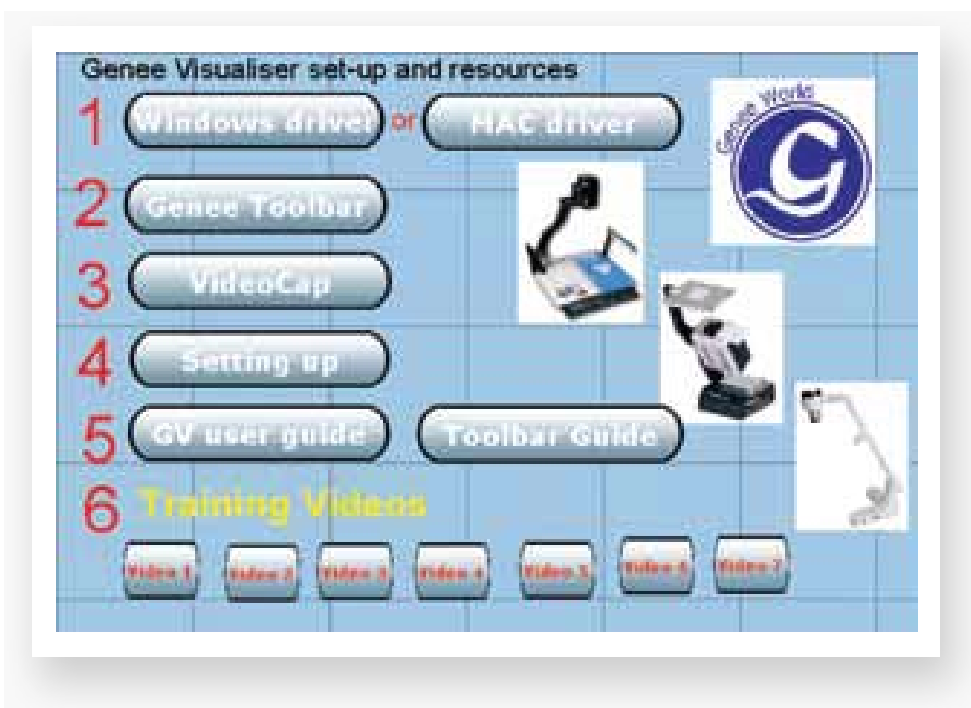 Genee Visualiser set-up and resources
Genee World
1 Windows driver or MAC driver
2 Genee Toolbar
3 VideoCap
4 Setting up
5 GV user guide Toolbar Guide
6 Training Videos
Video 1 Video 2 Video 3 Video 4 Video 5 Video 6 Video 7